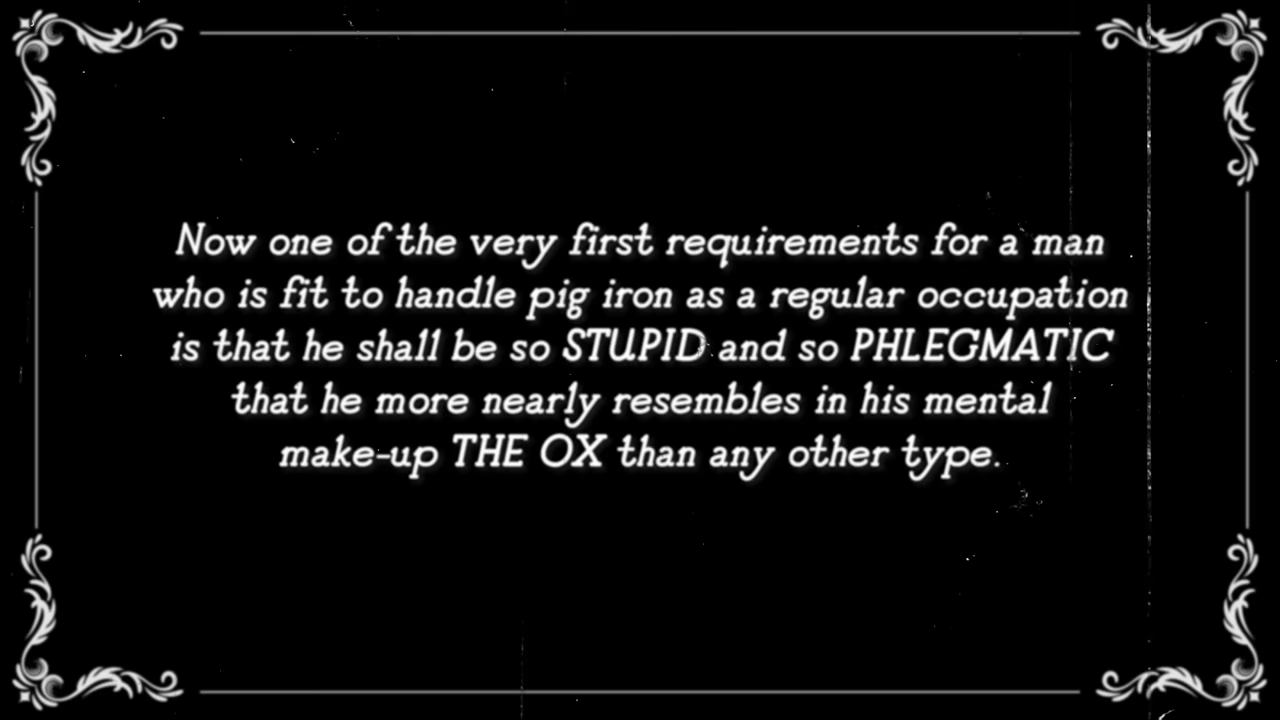 Now one of the very first requirements for a man
who is fit to handle pig iron as a regular occupation
is that he shall be so STUPID and so PHLEGMATIC
that he more nearly resembles in his mental
make-up THE OX than any other type.